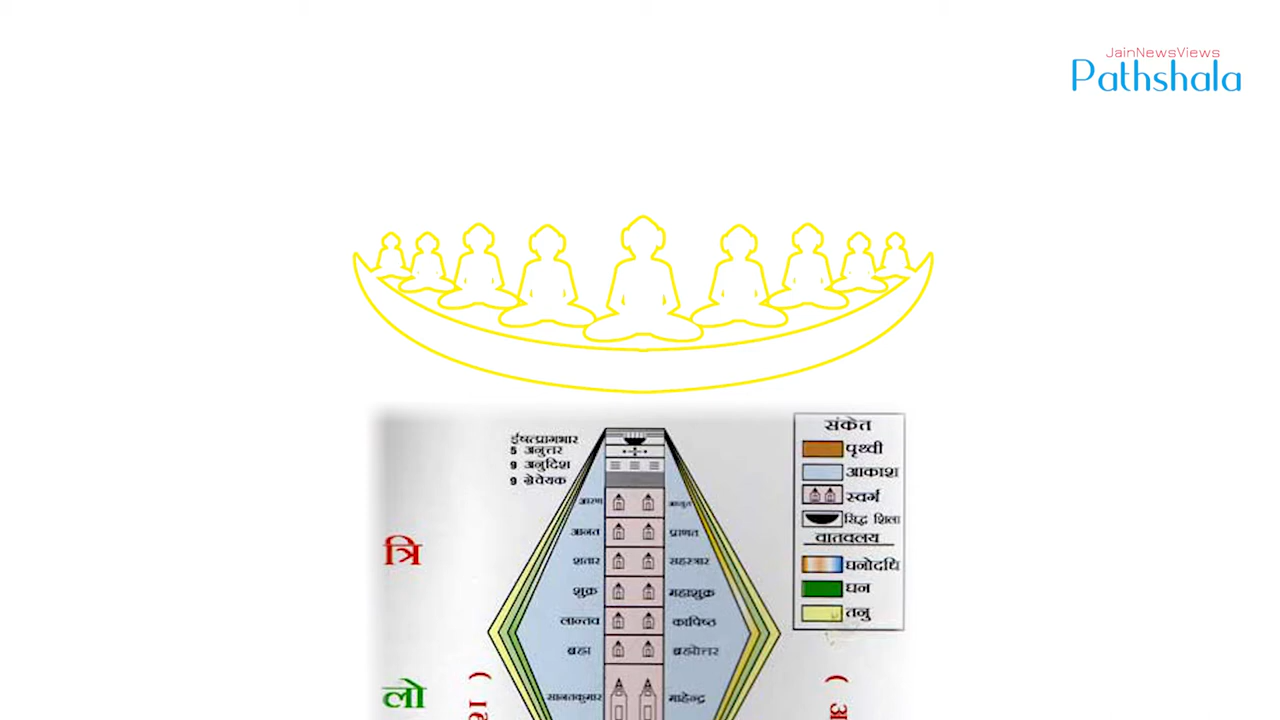 JainNewsViews
Pathshala
ईषत्प्राग्भार
5 अनुत्तर
9 अनुदिश
9 ग्रेवेयक
आरण
आनत प्राणत
शतार सहस्त्रार
शुक्र महाशुक्र
लान्तव कापिष्ठ
ब्रह्म ब्रह्मोत्तर
सानतकुमार माहेन्द्र
त्रि
लो
संकेत
पृथ्वी
आकाश
स्वर्ग
सिद्ध शिला
वातवलय
घनोदधि
घन
तनु